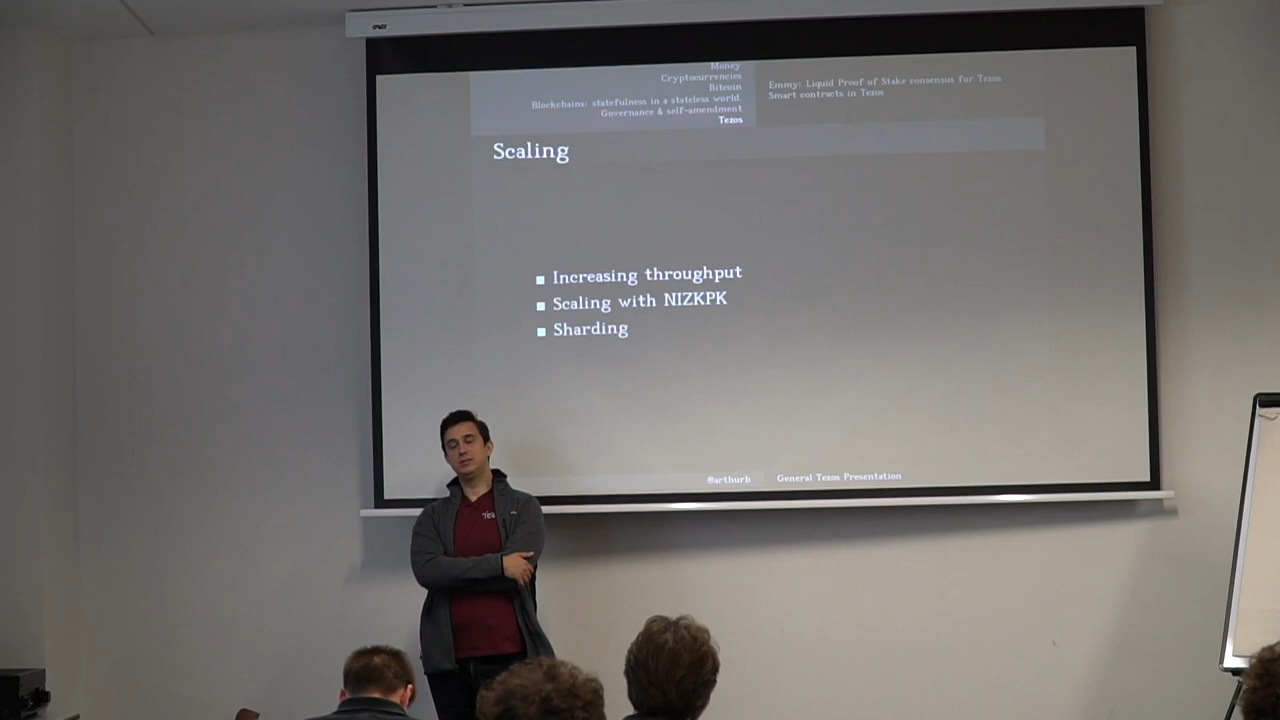 Money
Cryptocurrencies
Bitcoin
Blockchains: statefulness in a stateless world.
Governance & self-amendment
Tezos
Emmy: Liquid Proof of Stake consensus for Tezos
Smart contracts in Tezos
Scaling
Increasing throughput
Scaling with NIZKPK
Sharding
@arthurb
General Tezos Presentation